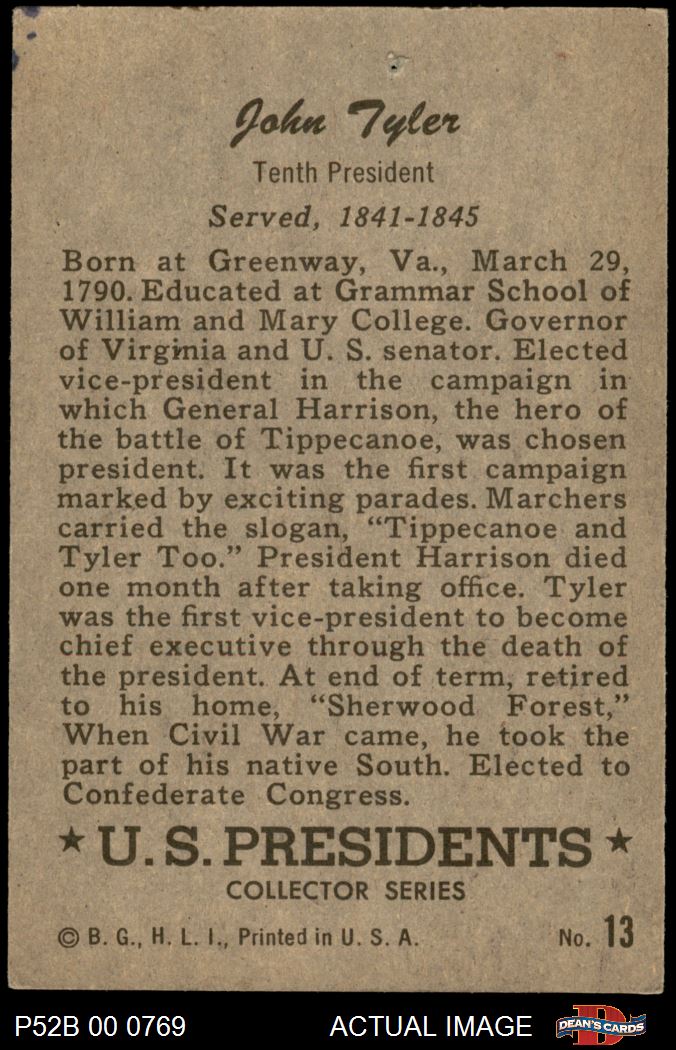 John Tyler
Tenth President
Served, 1841-1845
Born at Greenway, Va., March 29,
1790. Educated at Grammar School of
William and Mary College. Governor
of Virginia and U. S. senator. Elected
vice-president in the campaign in
which General Harrison, the hero of
the battle of Tippecanoe, was chosen
president. It was the first campaign
marked by exciting parades. Marchers
carried the slogan, “Tippecanoe and
Tyler Too.” President Harrison died
one month after taking office. Tyler
was the first vice-president to become
chief executive through the death of
the president. At end of term, retired
to his home, “Sherwood Forest,”
When Civil War came, he took the
part of his native South. Elected to
Confederate Congress.
★ U.S. PRESIDENTS ★
COLLECTOR SERIES
© B. G., H. L. I., Printed in U. S. A. No. 13
P52B 00 0769 ACTUAL IMAGE DEAN'S CARDS